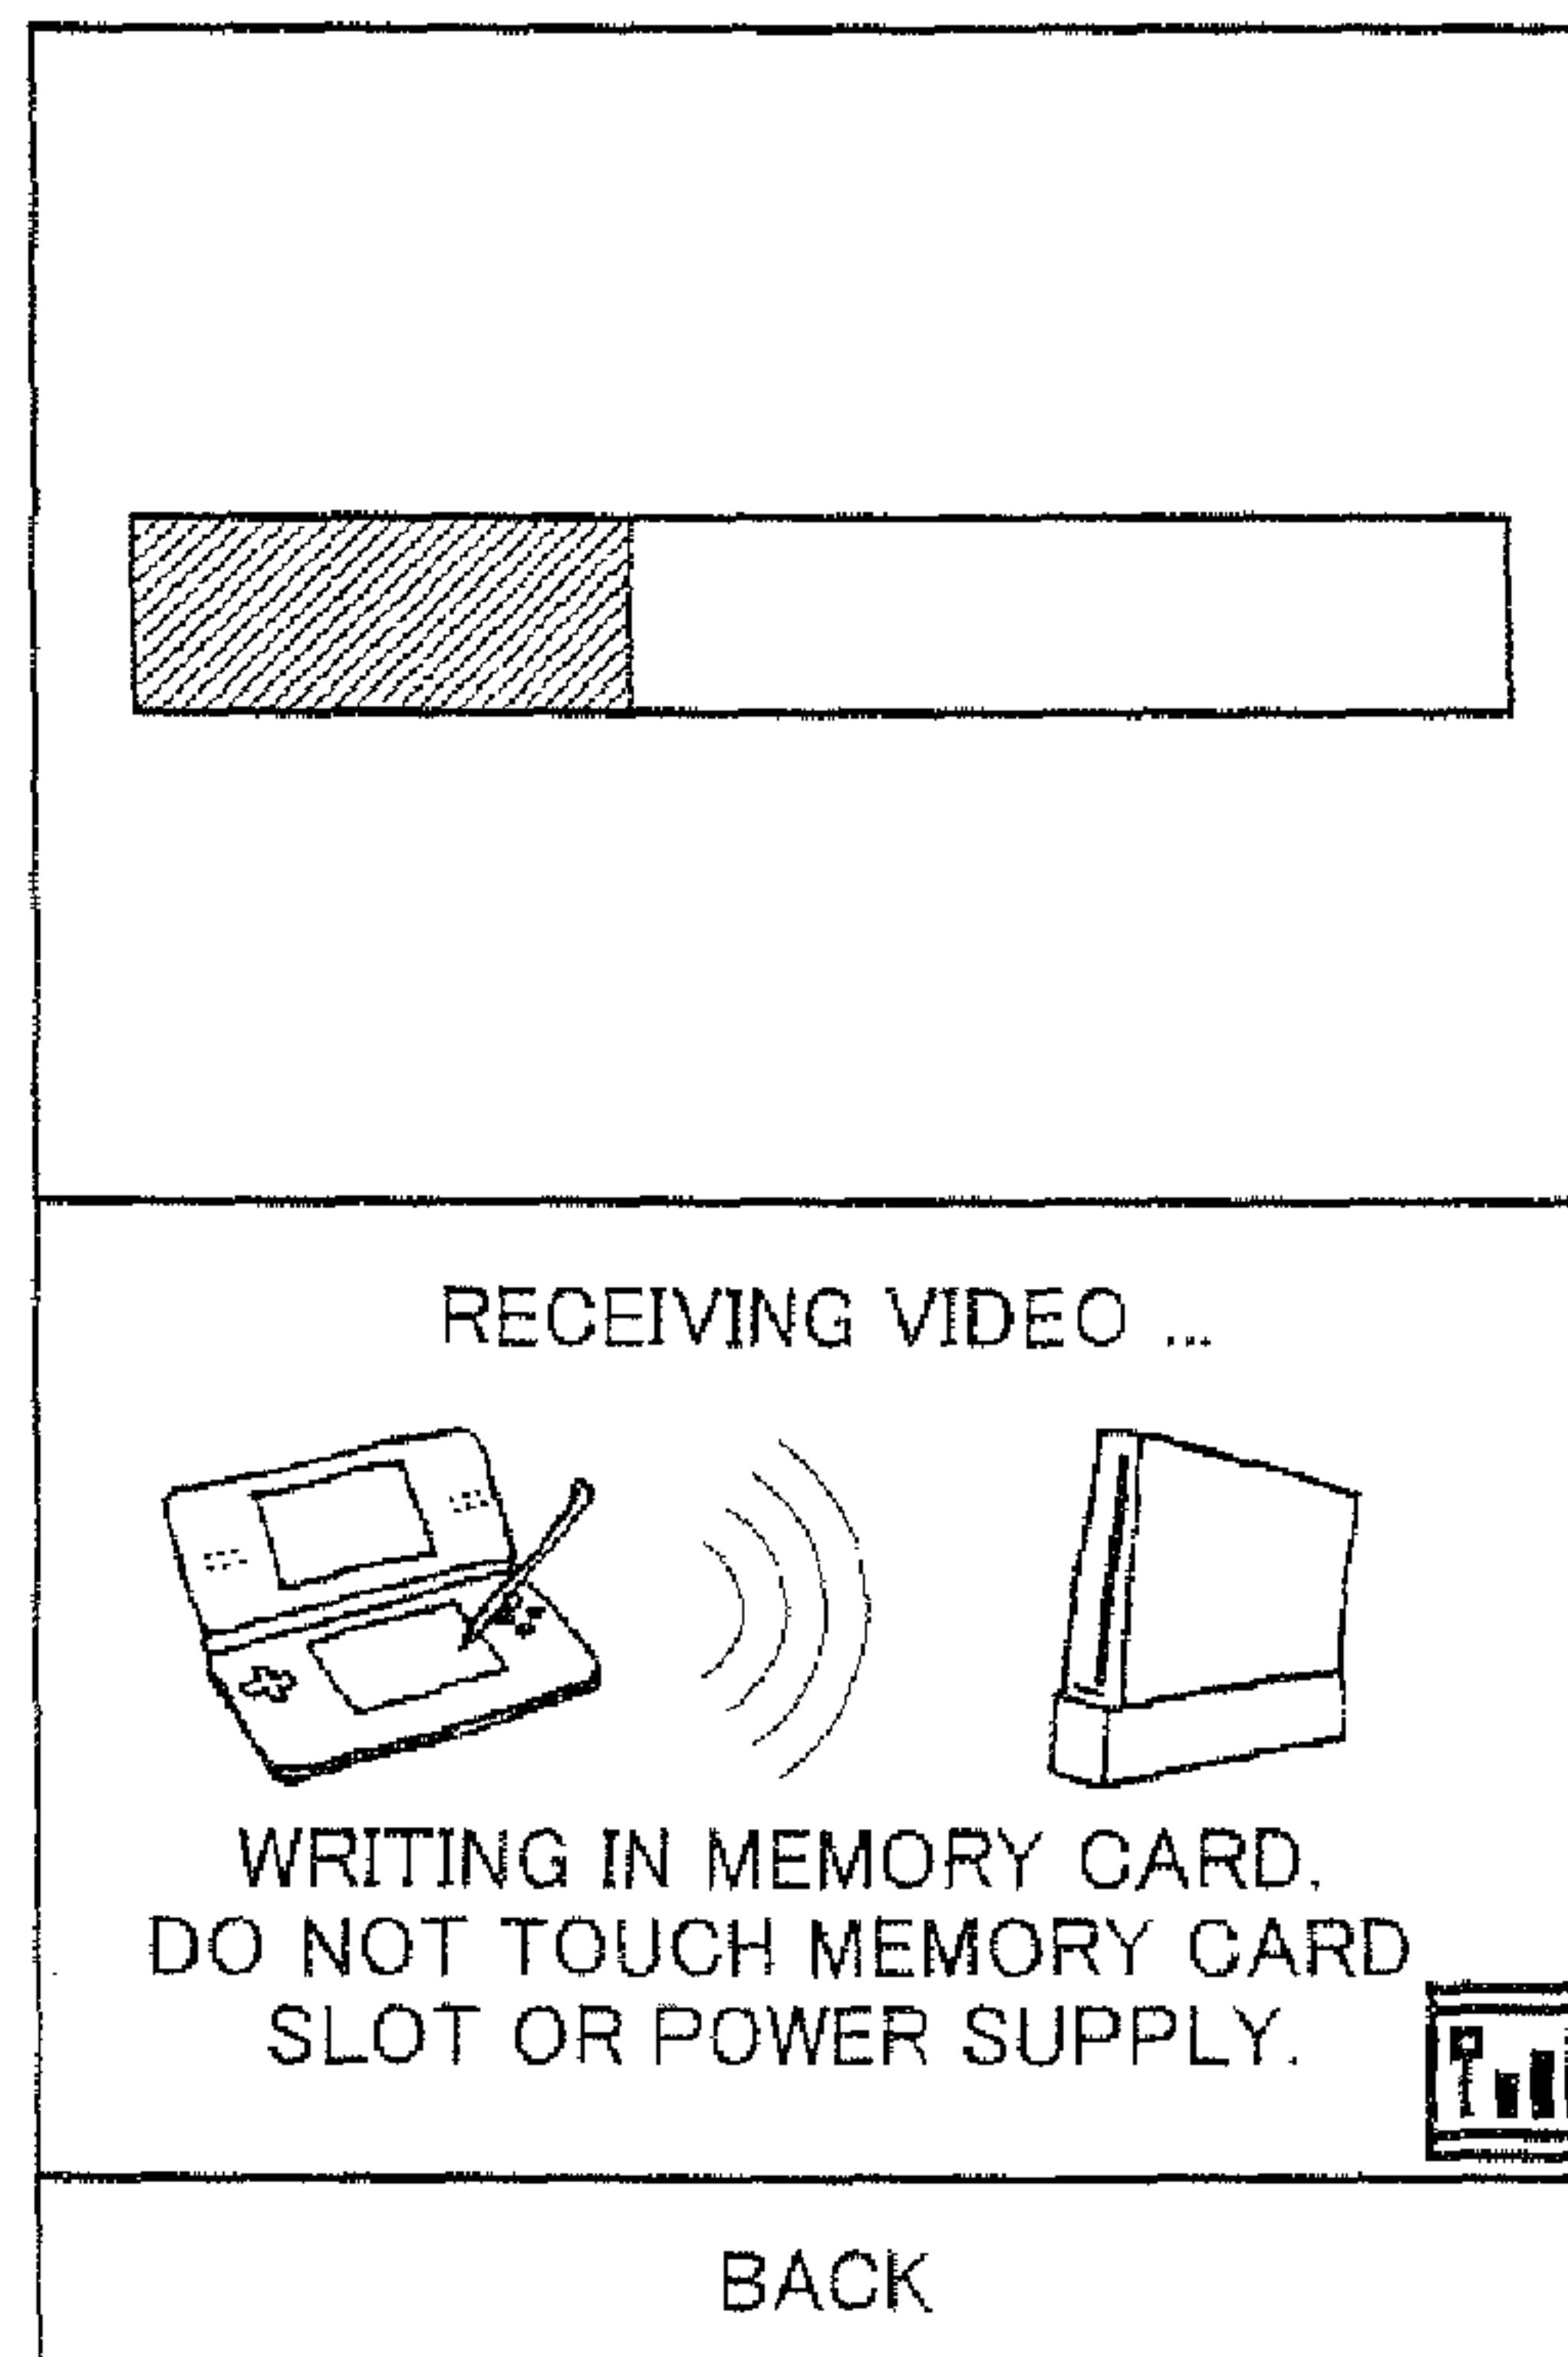 RECEIVING VIDEO ...
WRITING IN MEMORY CARD.
DO NOT TOUCH MEMORY CARD
SLOT OR POWER SUPPLY.
BACK